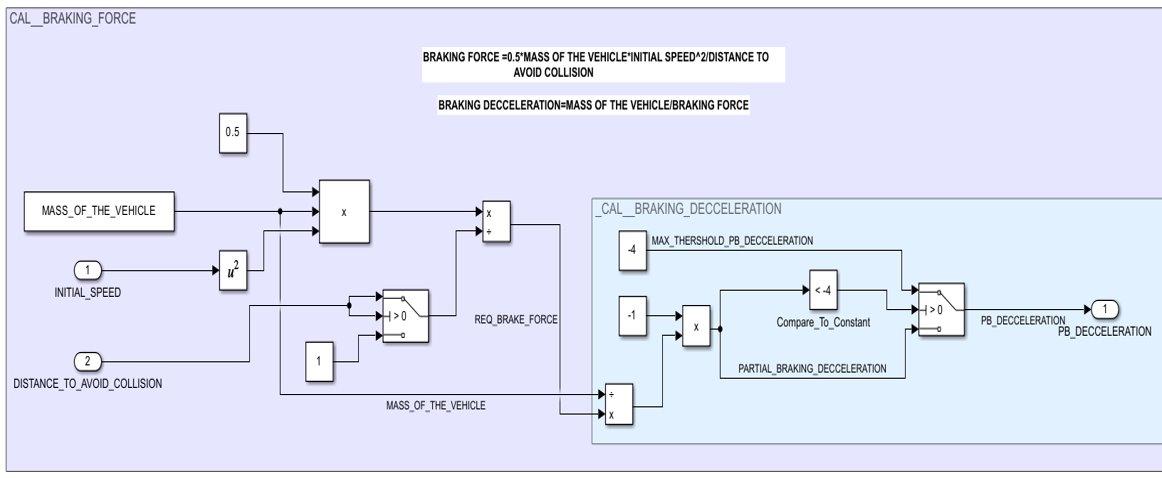 CAL__BRAKING_FORCE
BRAKING FORCE =0.5*MASS OF THE VEHICLE*INITIAL SPEED^2/DISTANCE TO
AVOID COLLISION
BRAKING DECCELERATION=MASS OF THE VEHICLE/BRAKING FORCE
0.5
MASS_OF_THE_VEHICLE
x
x
÷
1
INITIAL_SPEED
u²
> 0
1
2
DISTANCE_TO_AVOID_COLLISION
REQ_BRAKE_FORCE
MASS_OF_THE_VEHICLE
÷
x
_CAL__BRAKING_DECCELERATION
-4
MAX_THERSHOLD_PB_DECCELERATION
-1
x
< -4
Compare_To_Constant
> 0
PARTIAL_BRAKING_DECCELERATION
PB_DECCELERATION
1
PB_DECCELERATION